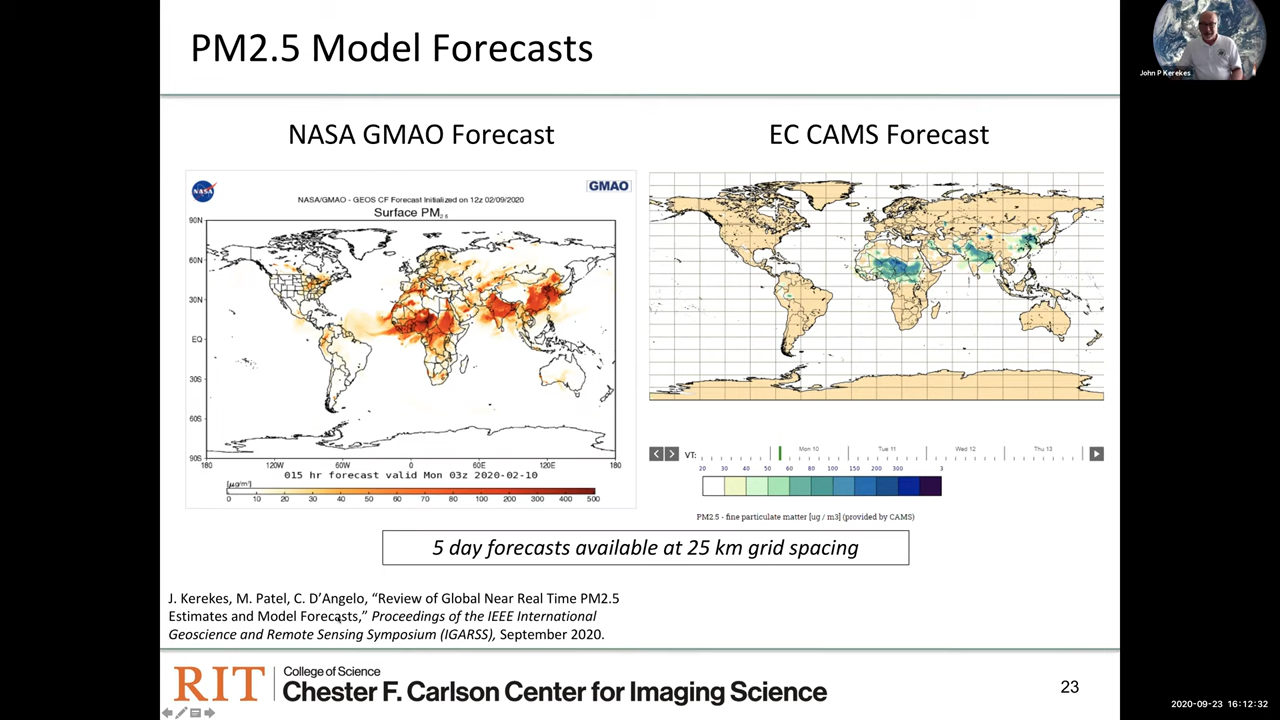 PM2.5 Model Forecasts
John P Kerekes
NASA GMAO Forecast
EC CAMS Forecast
NASA
GMAO
NASA/GMAO - GEOS CF Forecast Initialized on 12z 02/09/2020
Surface PM2.5
90N
60N
30N
EQ
30S
60S
90S
180 120W 60W 0 60E 120E 180
015 hr forecast valid Mon 03z 2020-02-10
[µg/m³]
0 10 20 30 40 50 60 70 80 100 200 300 400 500
VT: Mon 10 Tue 11 Wed 12 Thu 13
20 30 40 50 60 80 100 150 200 300 3
PM2.5 - fine particulate matter [ug / m3] (provided by CAMS)
5 day forecasts available at 25 km grid spacing
J. Kerekes, M. Patel, C. D’Angelo, “Review of Global Near Real Time PM2.5
Estimates and Model Forecasts,” Proceedings of the IEEE International
Geoscience and Remote Sensing Symposium (IGARSS), September 2020.
RIT
College of Science
Chester F. Carlson Center for Imaging Science
23
2020-09-23 16:12:32